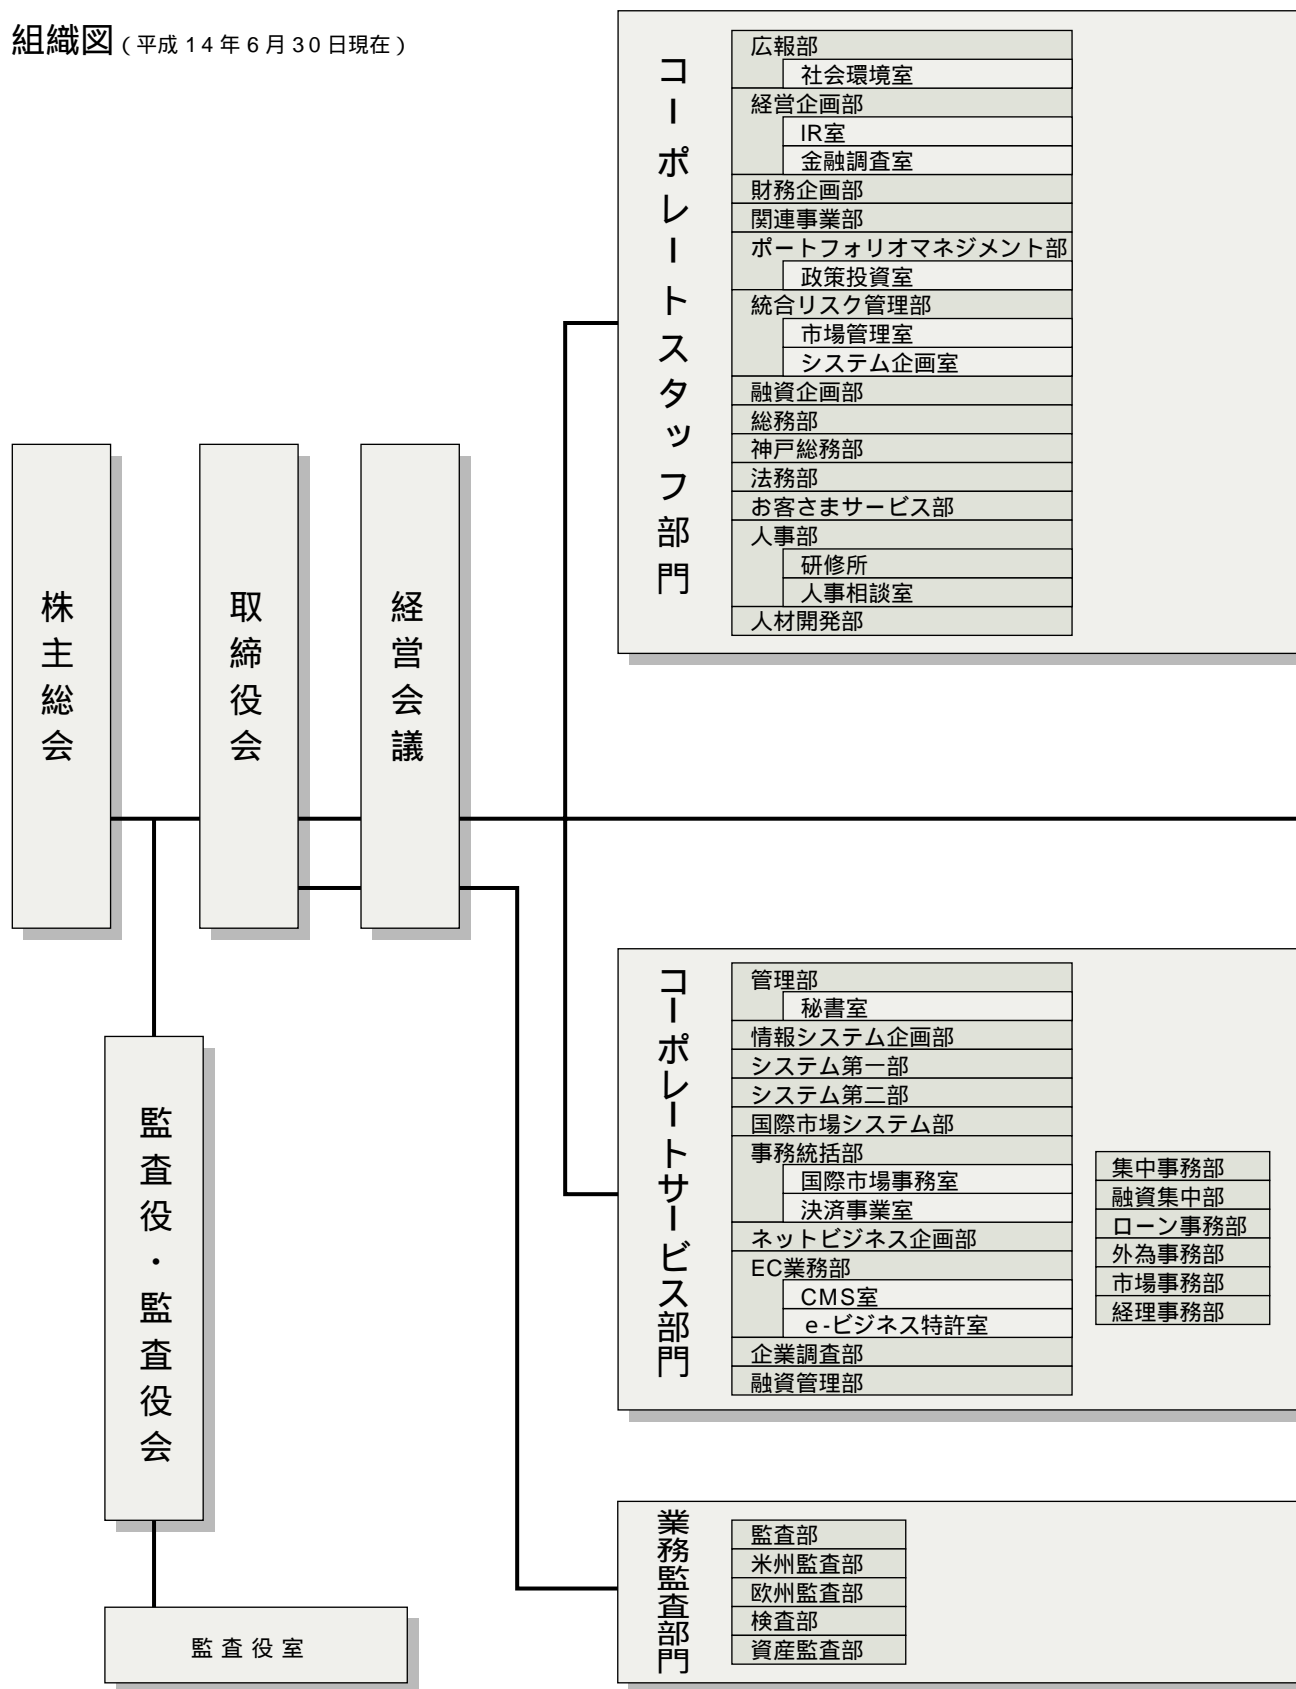 組織図(平成14年6月30日現在)
株主総会
取締役会
経営会議
監査役・監査役会
監査役室
コーポレートスタッフ部門
広報部
社会環境室
経営企画部
IR室
金融調査室
財務企画部
関連事業部
ポートフォリオマネジメント部
政策投資室
統合リスク管理部
市場管理室
システム企画室
融資企画部
総務部
神戸総務部
法務部
お客さまサービス部
人事部
研修所
人事相談室
人材開発部
コーポレートサービス部門
管理部
秘書室
情報システム企画部
システム第一部
システム第二部
国際市場システム部
事務統括部
国際市場事務室
決済事業室
ネットビジネス企画部
EC業務部
CMS室
e-ビジネス特許室
企業調査部
融資管理部
集中事務部
融資集中部
ローン事務部
外為事務部
市場事務部
経理事務部
業務監査部門
監査部
米州監査部
欧州監査部
検査部
資産監査部